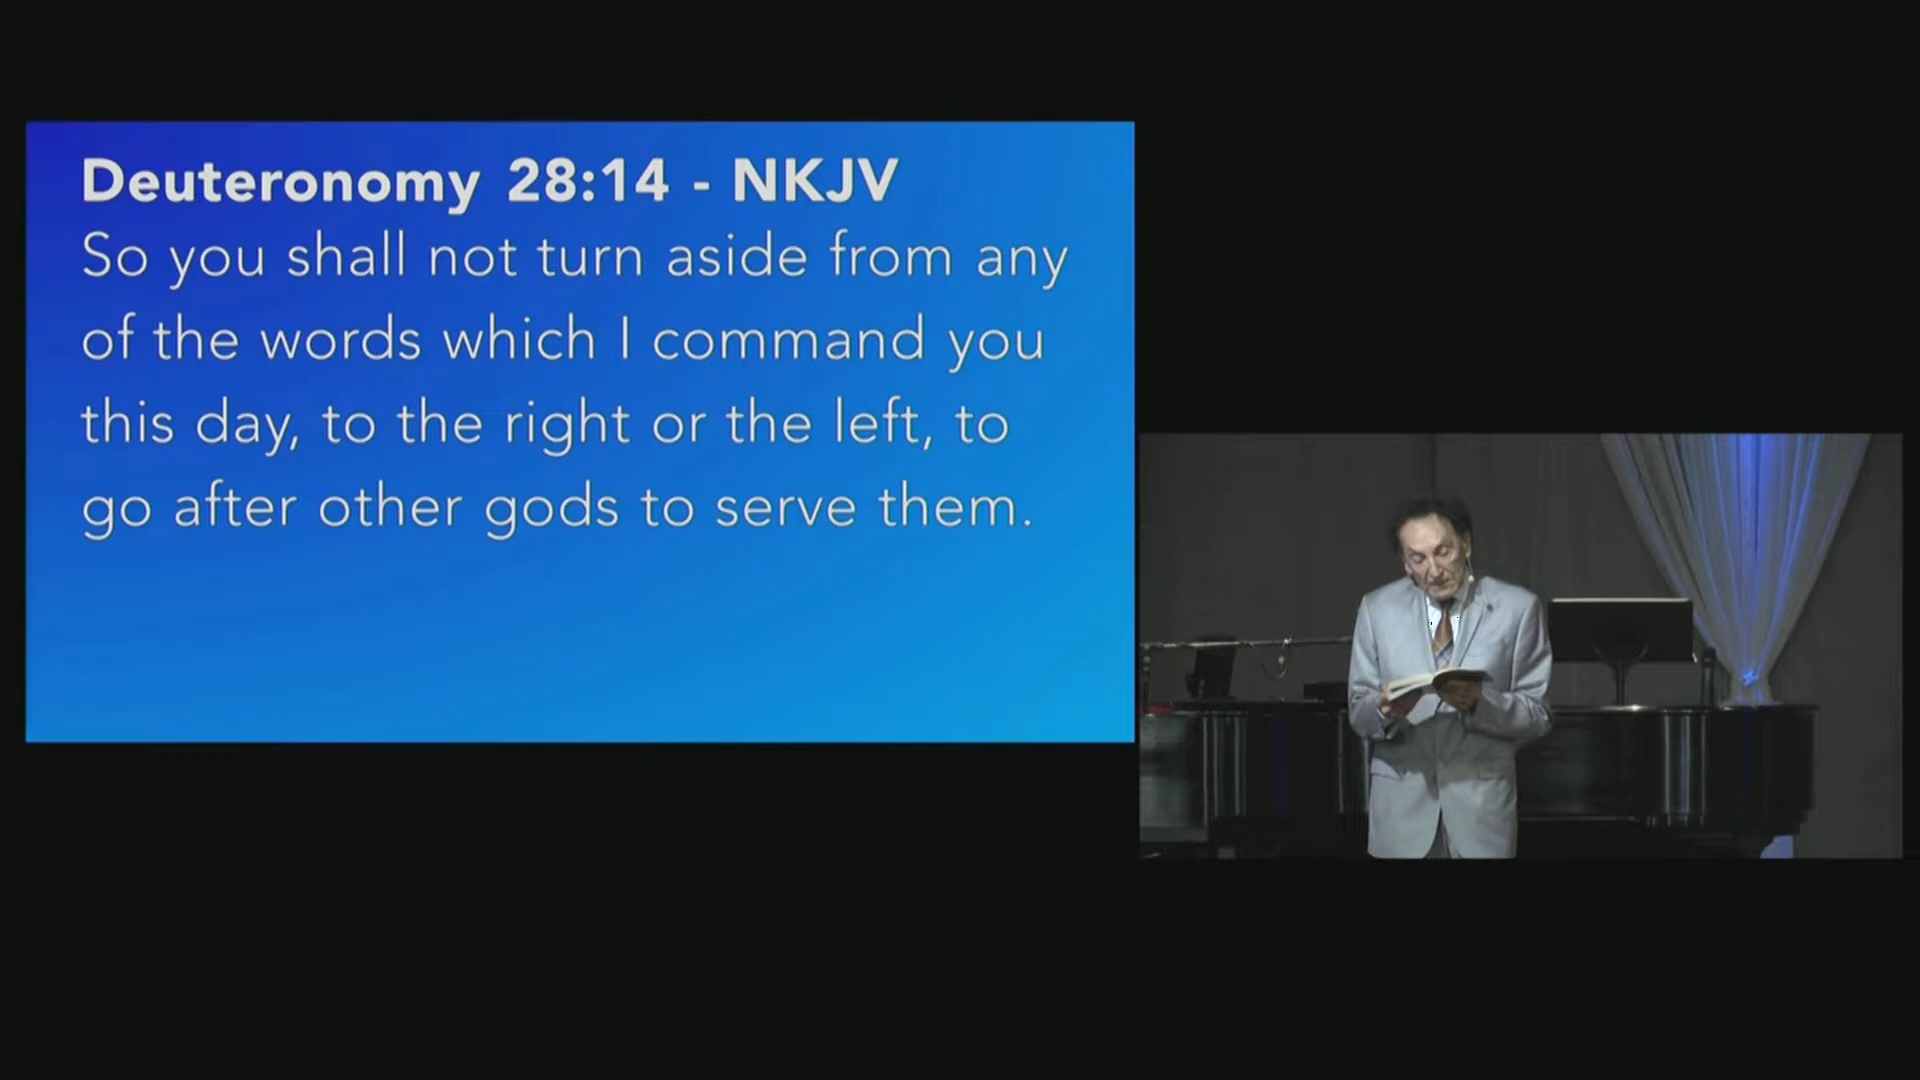 Deuteronomy 28:14 - NKJV
So you shall not turn aside from any
of the words which I command you
this day, to the right or the left, to
go after other gods to serve them.